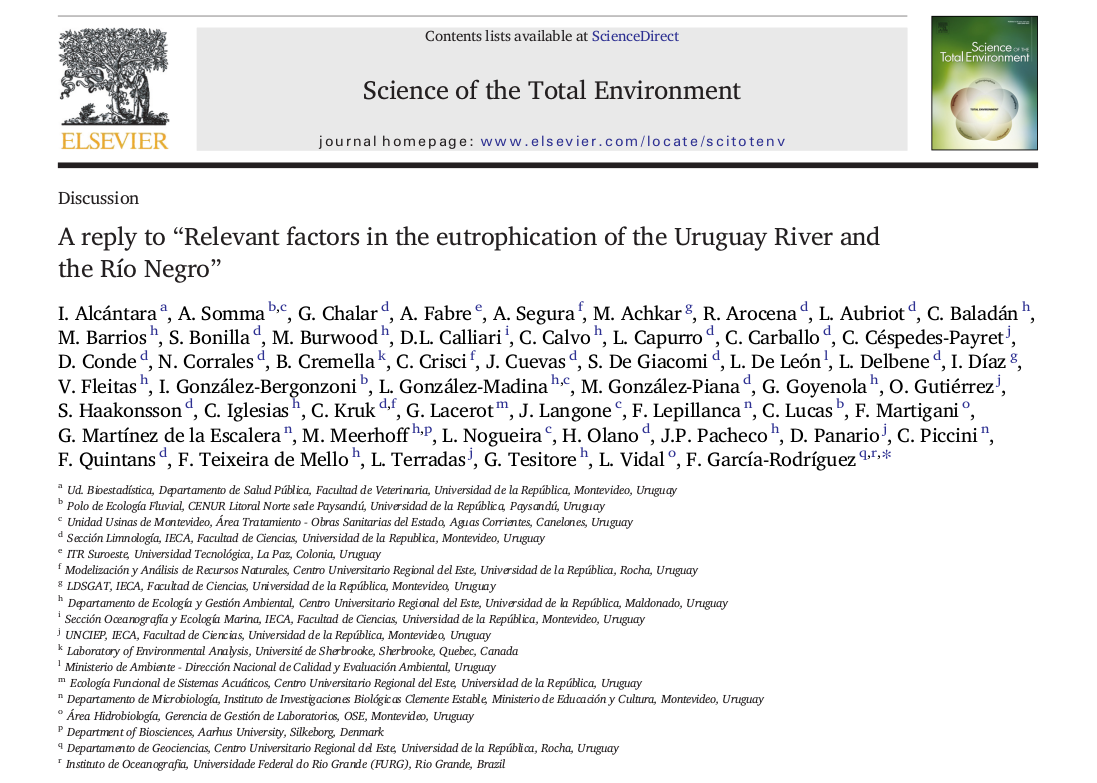 Contents lists available at ScienceDirect
Science of the Total Environment
journal homepage: www.elsevier.com/locate/scitotenv
ELSEVIER
Science OF THE
Total Environment
TOTAL ENVIRONMENT
Discussion
A reply to “Relevant factors in the eutrophication of the Uruguay River and
the Río Negro”
I. Alcántara a, A. Somma b,c, G. Chalar d, A. Fabre e, A. Segura f, M. Achkar g, R. Arocena d, L. Aubriot d, C. Baladán h,
M. Barrios h, S. Bonilla d, M. Burwood h, D.L. Calliari i, C. Calvo h, L. Capurro d, C. Carballo d, C. Céspedes-Payret j,
D. Conde d, N. Corrales d, B. Cremella k, C. Crisci f, J. Cuevas d, S. De Giacomi d, L. De León l, L. Delbene d, I. Díaz g,
V. Fleitas h, I. González-Bergonzoni b, L. González-Madina h,c, M. González-Piana d, G. Goyenola h, O. Gutiérrez j,
S. Haakonsson d, C. Iglesias h, C. Kruk d,f, G. Lacerot m, J. Langone c, F. Lepillanca n, C. Lucas b, F. Martigani o,
G. Martínez de la Escalera n, M. Meerhoff h,p, L. Nogueira c, H. Olano d, J.P. Pacheco h, D. Panario j, C. Piccini n,
F. Quintans d, F. Teixeira de Mello h, L. Terradas j, G. Tesitore h, L. Vidal o, F. García-Rodríguez q,r,*
a Ud. Bioestadística, Departamento de Salud Pública, Facultad de Veterinaria, Universidad de la República, Montevideo, Uruguay
b Polo de Ecología Fluvial, CENUR Litoral Norte sede Paysandú, Universidad de la República, Paysandú, Uruguay
c Unidad Usinas de Montevideo, Área Tratamiento - Obras Sanitarias del Estado, Aguas Corrientes, Canelones, Uruguay
d Sección Limnología, IECA, Facultad de Ciencias, Universidad de la Republica, Montevideo, Uruguay
e ITR Suroeste, Universidad Tecnológica, La Paz, Colonia, Uruguay
f Modelización y Análisis de Recursos Naturales, Centro Universitario Regional del Este, Universidad de la República, Rocha, Uruguay
g LDSGAT, IECA, Facultad de Ciencias, Universidad de la República, Montevideo, Uruguay
h Departamento de Ecología y Gestión Ambiental, Centro Universitario Regional del Este, Universidad de la República, Maldonado, Uruguay
i Sección Oceanografía y Ecología Marina, IECA, Facultad de Ciencias, Universidad de la República, Montevideo, Uruguay
j UNCIEP, IECA, Facultad de Ciencias, Universidad de la República, Montevideo, Uruguay
k Laboratory of Environmental Analysis, Université de Sherbrooke, Sherbrooke, Quebec, Canada
l Ministerio de Ambiente - Dirección Nacional de Calidad y Evaluación Ambiental, Uruguay
m Ecología Funcional de Sistemas Acuáticos, Centro Universitario Regional del Este, Universidad de la República, Uruguay
n Departamento de Microbiología, Instituto de Investigaciones Biológicas Clemente Estable, Ministerio de Educación y Cultura, Montevideo, Uruguay
o Área Hidrobiología, Gerencia de Gestión de Laboratorios, OSE, Montevideo, Uruguay
p Department of Biosciences, Aarhus University, Silkeborg, Denmark
q Departamento de Geociencias, Centro Universitario Regional del Este, Universidad de la República, Rocha, Uruguay
r Instituto de Oceanografia, Universidade Federal do Rio Grande (FURG), Rio Grande, Brazil